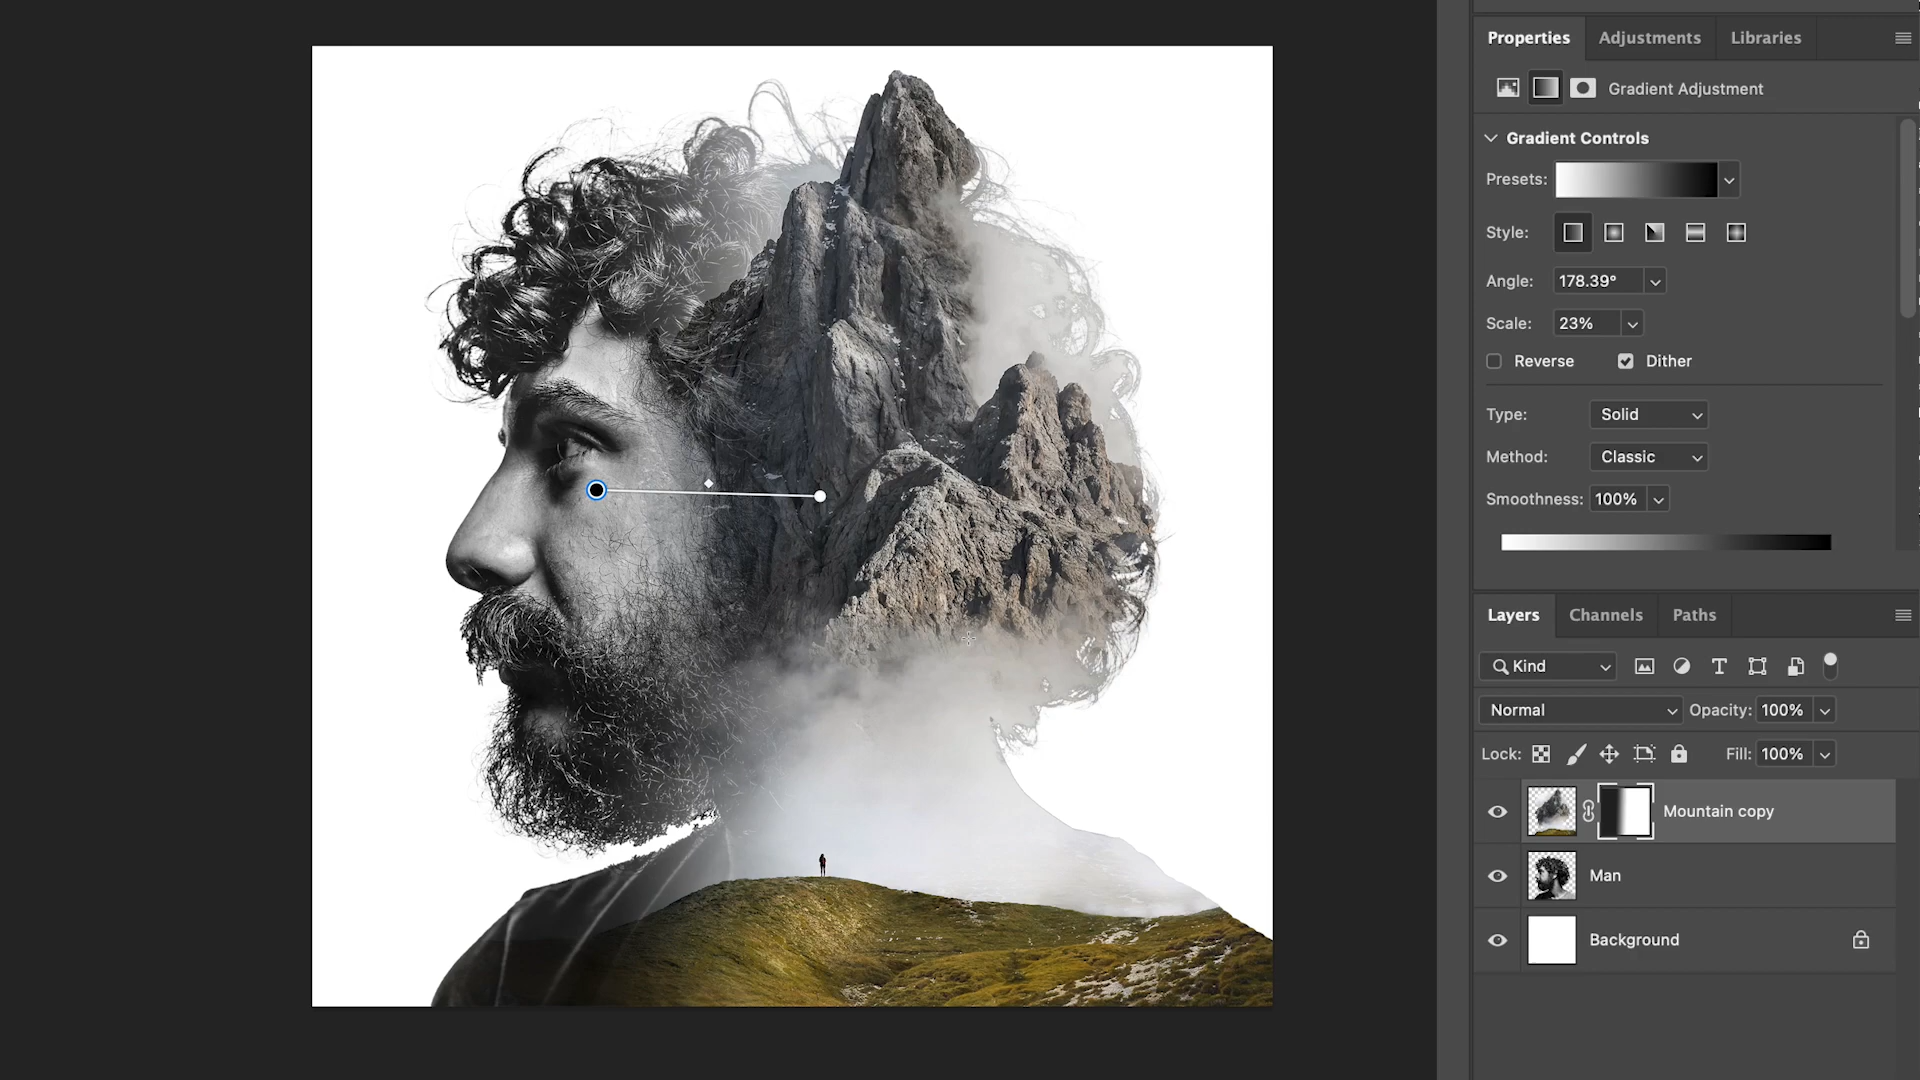 Properties Adjustments Libraries
Gradient Adjustment
Gradient Controls
Presets:
Style:
Angle: 178.39°
Scale: 23%
Reverse Dither
Type: Solid
Method: Classic
Smoothness: 100%
Layers Channels Paths
Kind
Normal Opacity: 100%
Lock: Fill: 100%
Mountain copy
Man
Background